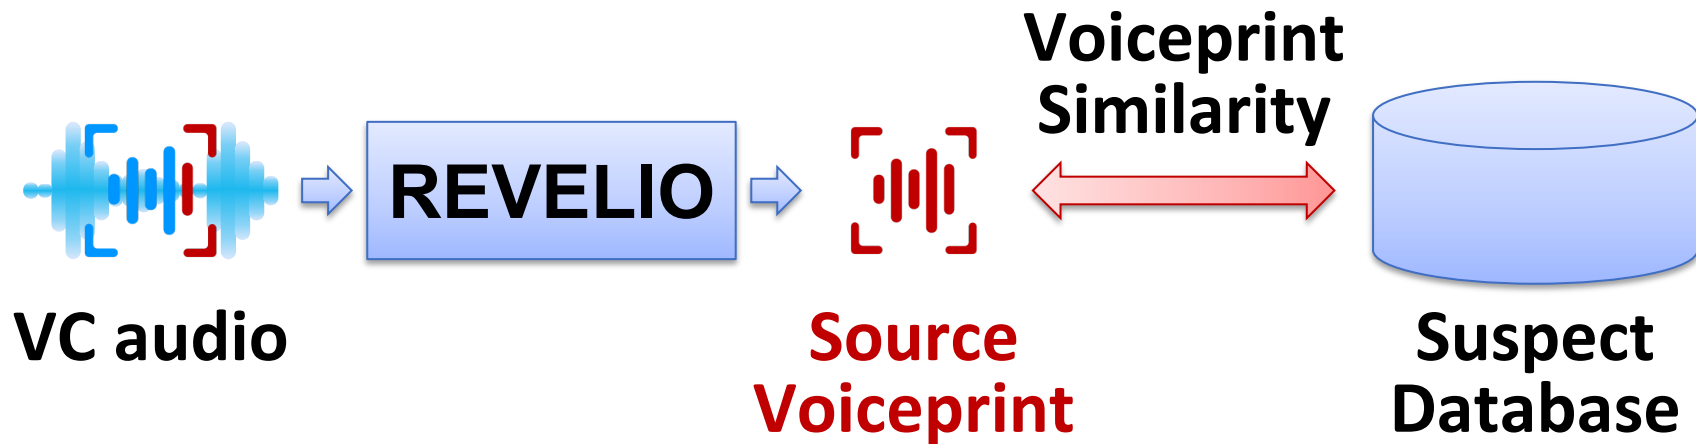 Voiceprint
Similarity
REVELIO
VC audio
Source
Voiceprint
Suspect
Database